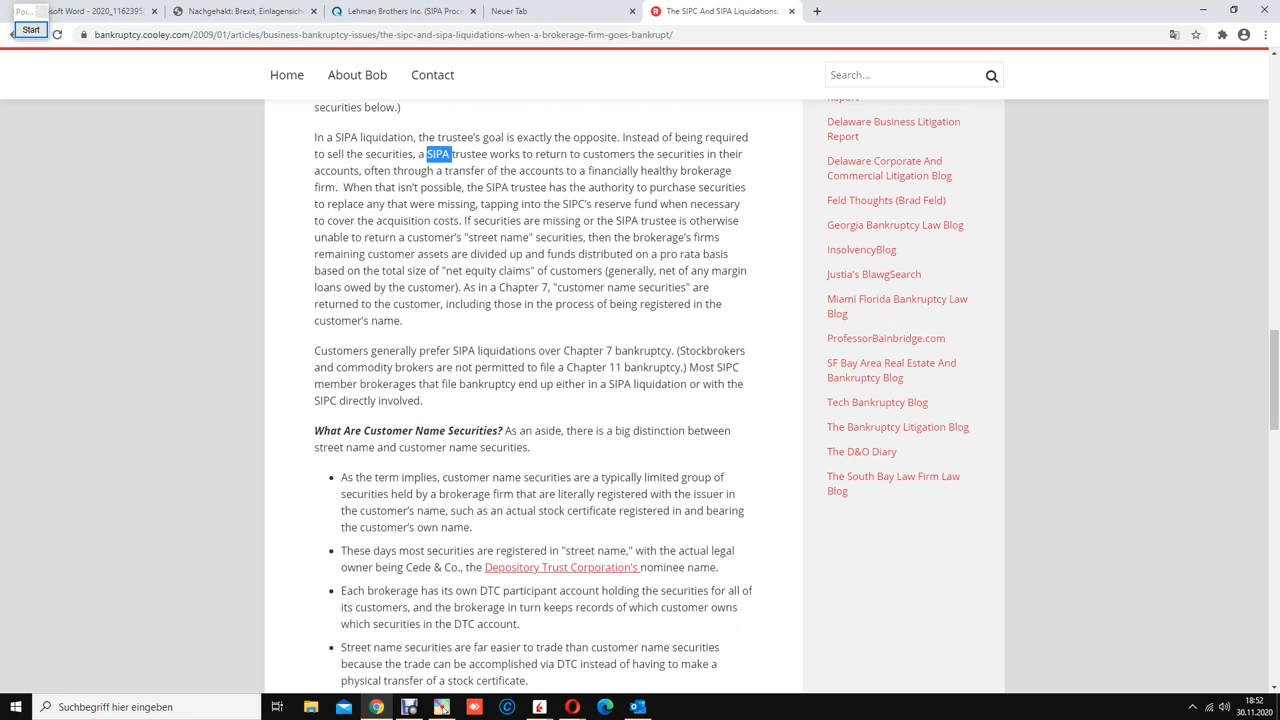 Poi...
soft Word - 2020_1162395
Nachgehakt: Brexit, Einlagensiche
Lehman Brothers Inc. (SIPA Proce
Neuer Tab
The SIPC And SIPA Liquidations:
Start
bankruptcy.cooley.com/2009/01/articles/business-bankruptcy-issues/the-sipc-and-sipa-liquidations-when-a-brokerage-firm-goes-bankrupt/
Home
About Bob
Contact
Search...
securities below.)
In a SIPA liquidation, the trustee’s goal is exactly the opposite. Instead of being required
to sell the securities, a SIPA trustee works to return to customers the securities in their
accounts, often through a transfer of the accounts to a financially healthy brokerage
firm. When that isn’t possible, the SIPA trustee has the authority to purchase securities
to replace any that were missing, tapping into the SIPC’s reserve fund when necessary
to cover the acquisition costs. If securities are missing or the SIPA trustee is otherwise
unable to return a customer’s "street name" securities, then the brokerage’s firms
remaining customer assets are divided up and funds distributed on a pro rata basis
based on the total size of "net equity claims" of customers (generally, net of any margin
loans owed by the customer). As in a Chapter 7, "customer name securities" are
returned to the customer, including those in the process of being registered in the
customer’s name.
Customers generally prefer SIPA liquidations over Chapter 7 bankruptcy. (Stockbrokers
and commodity brokers are not permitted to file a Chapter 11 bankruptcy.) Most SIPC
member brokerages that file bankruptcy end up either in a SIPA liquidation or with the
SIPC directly involved.
What Are Customer Name Securities? As an aside, there is a big distinction between
street name and customer name securities.
• As the term implies, customer name securities are a typically limited group of
securities held by a brokerage firm that are literally registered with the issuer in
the customer’s name, such as an actual stock certificate registered in and bearing
the customer’s own name.
• These days most securities are registered in "street name," with the actual legal
owner being Cede & Co., the Depository Trust Corporation’s nominee name.
• Each brokerage has its own DTC participant account holding the securities for all of
its customers, and the brokerage in turn keeps records of which customer owns
which securities in the DTC account.
• Street name securities are far easier to trade than customer name securities
because the trade can be accomplished via DTC instead of having to make a
physical transfer of a stock certificate.
Report
Delaware Business Litigation
Report
Delaware Corporate And
Commercial Litigation Blog
Feld Thoughts (Brad Feld)
Georgia Bankruptcy Law Blog
InsolvencyBlog
Justia's BlawgSearch
Miami Florida Bankruptcy Law
Blog
ProfessorBainbridge.com
SF Bay Area Real Estate And
Bankruptcy Blog
Tech Bankruptcy Blog
The Bankruptcy Litigation Blog
The D&O Diary
The South Bay Law Firm Law
Blog
Suchbegriff hier eingeben
18:52
30.11.2020